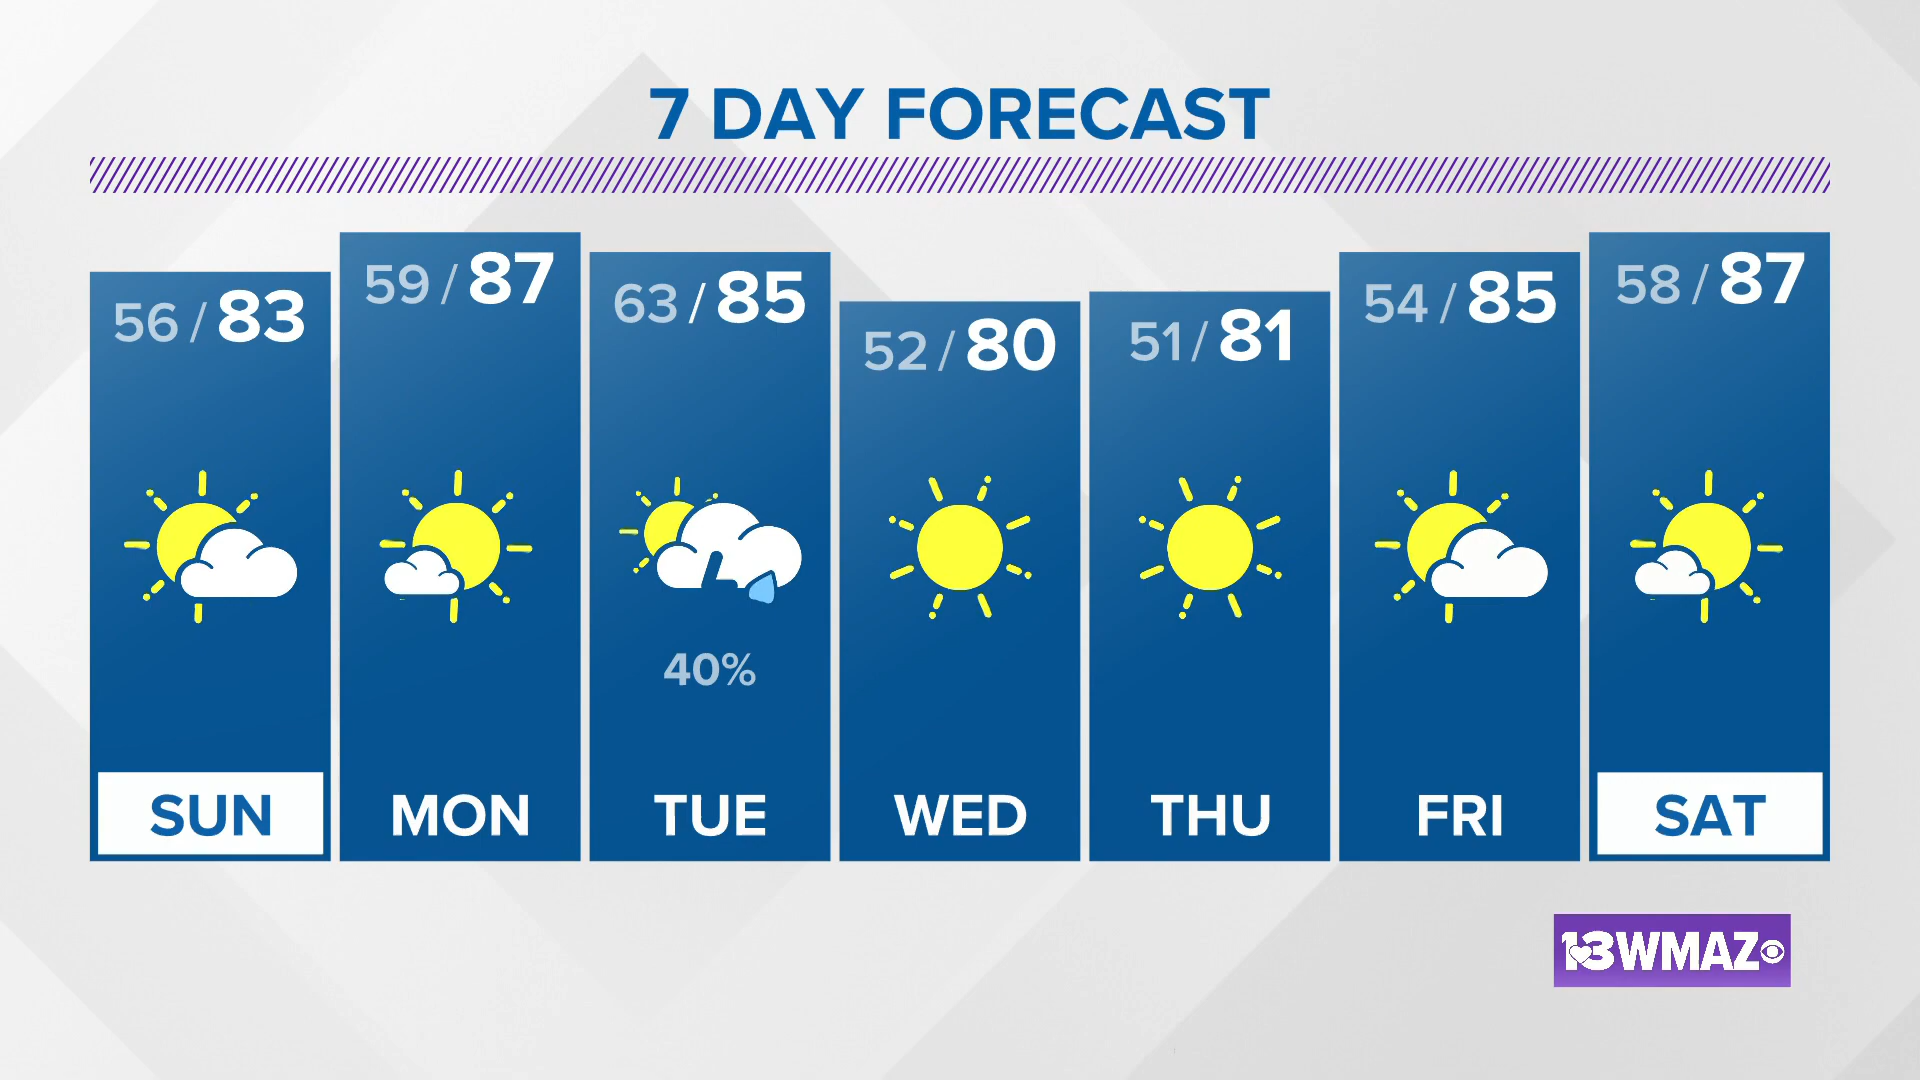 7 DAY FORECAST
56 / 83
59 / 87
63 / 85
52 / 80
51 / 81
54 / 85
58 / 87
40%
SUN
MON
TUE
WED
THU
FRI
SAT
13WMAZ